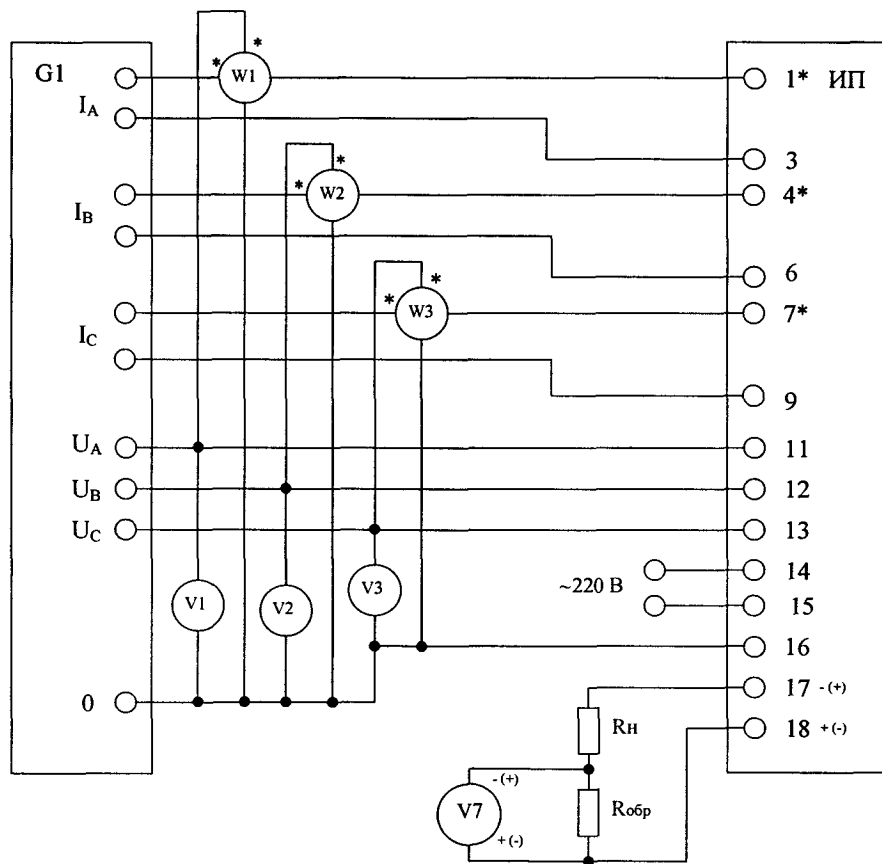 G1
* *
W1
1* ИП
I_A
3
* *
W2
4*
I_B
6
* *
W3
7*
I_C
9
U_A
11
U_B
12
U_C
13
14
~220 В
15
V1
V2
V3
16
0
17 - (+)
Rн
18 + (-)
- (+)
V7
Rобр
+ (-)